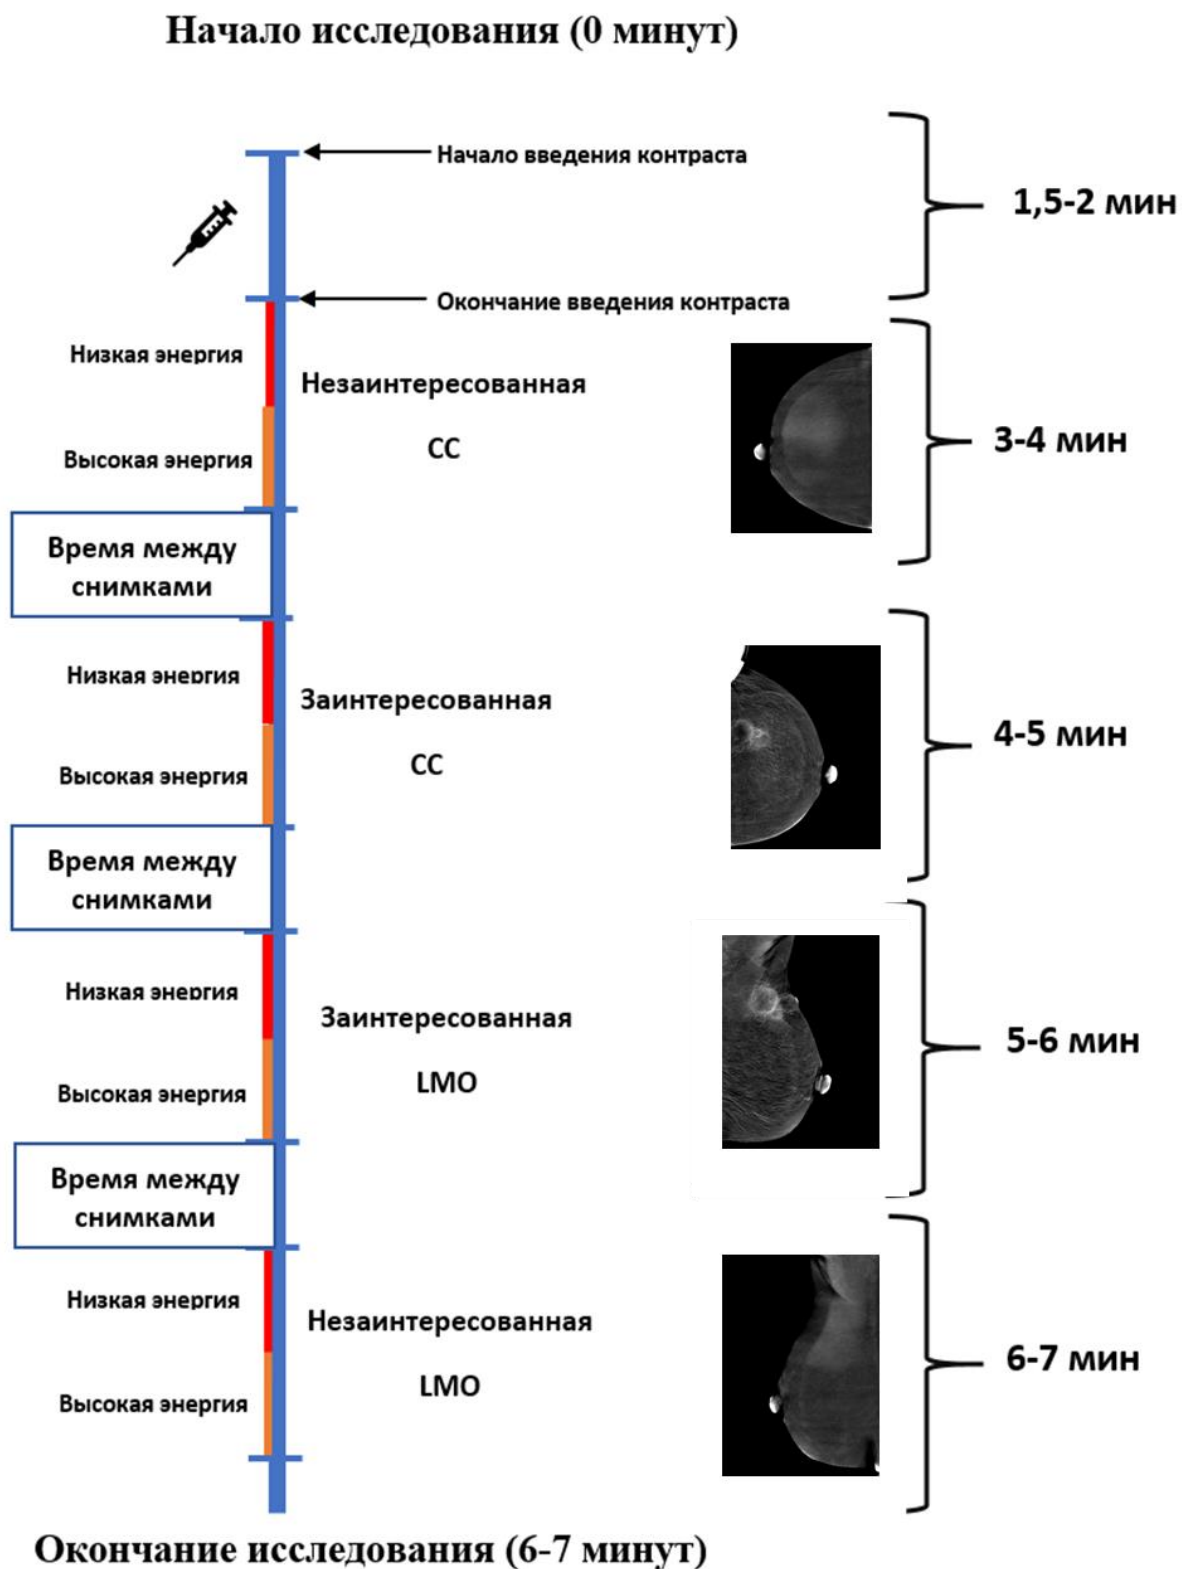 Начало исследования (0 минут)
Начало введения контраста
1,5-2 мин
Окончание введения контраста
Низкая энергия
Незаинтересованная
СС
Высокая энергия
3-4 мин
Время между
снимками
Низкая энергия
Заинтересованная
СС
Высокая энергия
4-5 мин
Время между
снимками
Низкая энергия
Заинтересованная
LMO
Высокая энергия
5-6 мин
Время между
снимками
Низкая энергия
Незаинтересованная
LMO
Высокая энергия
6-7 мин
Окончание исследования (6-7 минут)